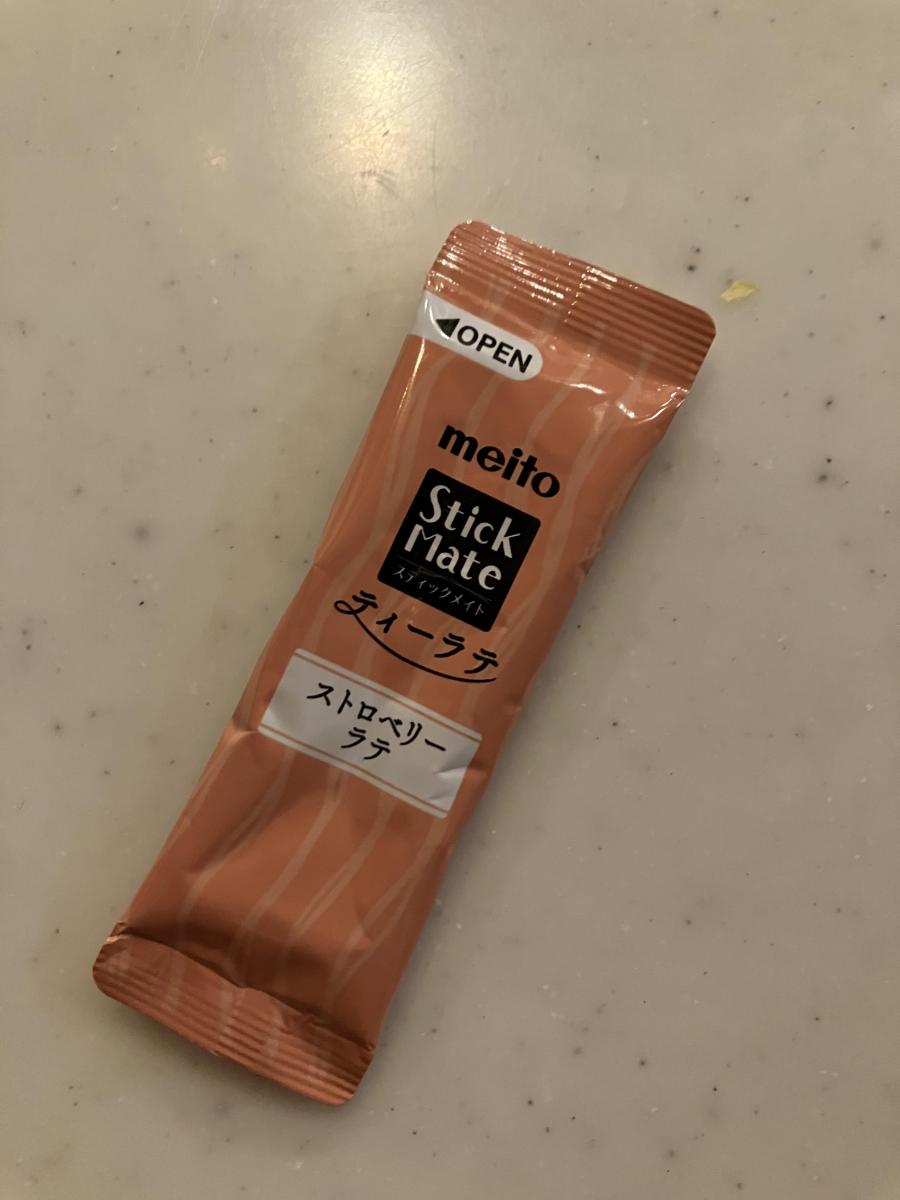 ◀OPEN
meito
Stick
Mate
スティックメイト
ティーラテ
ストロベリー
ラテ